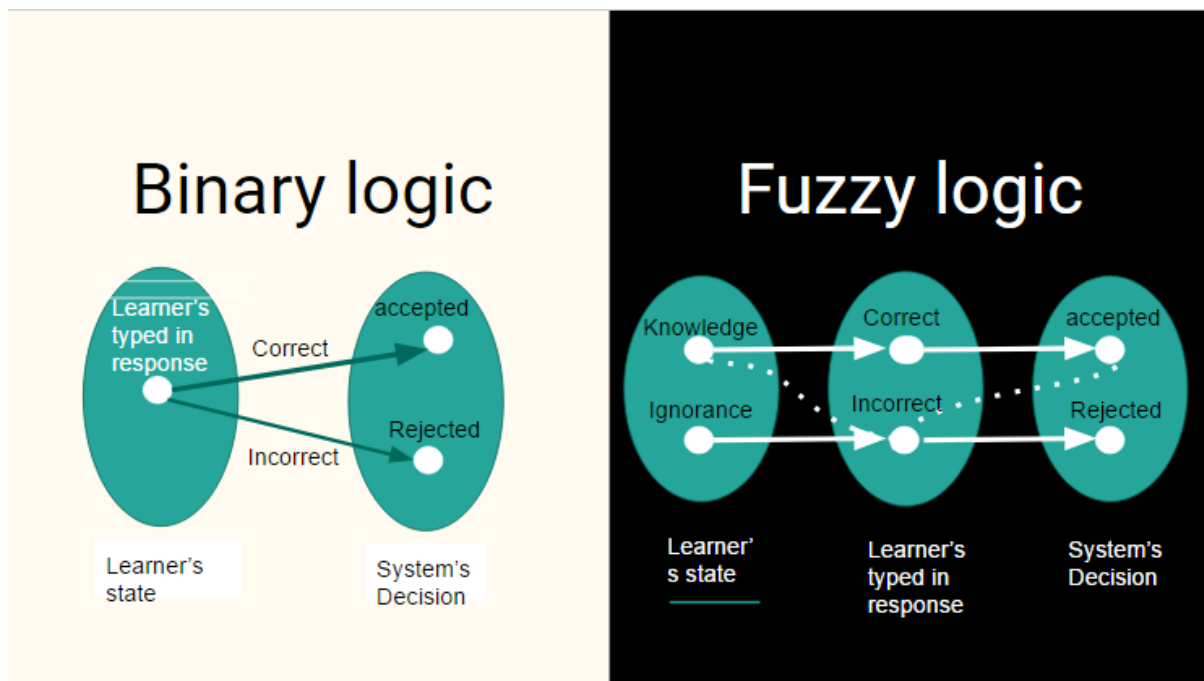 Binary logic
Learner's
typed in
response
accepted
Correct
Rejected
Incorrect
Learner's
state
System's
Decision
Fuzzy logic
Knowledge
Correct
accepted
Ignorance
Incorrect
Rejected
Learner'
s state
Learner's
typed in
response
System's
Decision